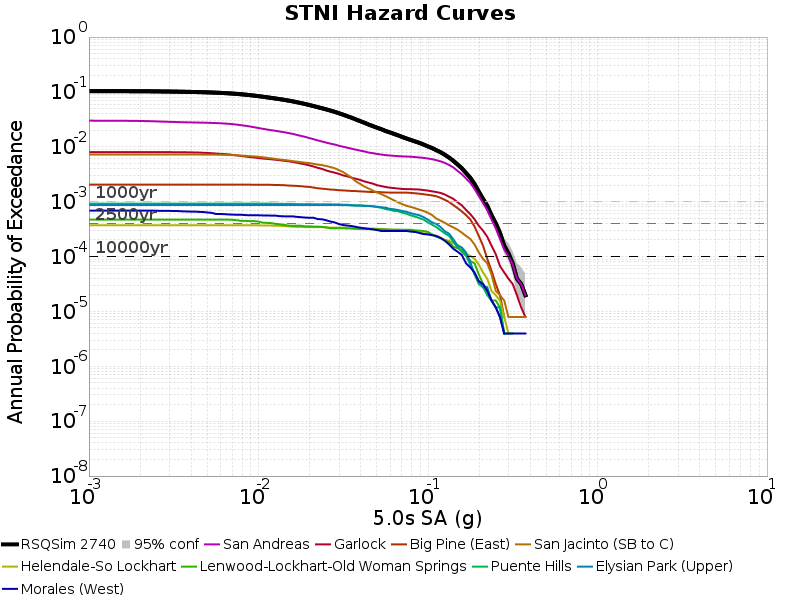 STNI Hazard Curves
Annual Probability of Exceedance
10^0
10^-1
10^-2
10^-3
10^-4
10^-5
10^-6
10^-7
10^-8
1000yr
2500yr
10000yr
10^-3 10^-2 10^-1 10^0 10^1
5.0s SA (g)
RSQSim 2740 95% conf San Andreas Garlock Big Pine (East) San Jacinto (SB to C)
Helendale-So Lockhart Lenwood-Lockhart-Old Woman Springs Puente Hills Elysian Park (Upper)
Morales (West)